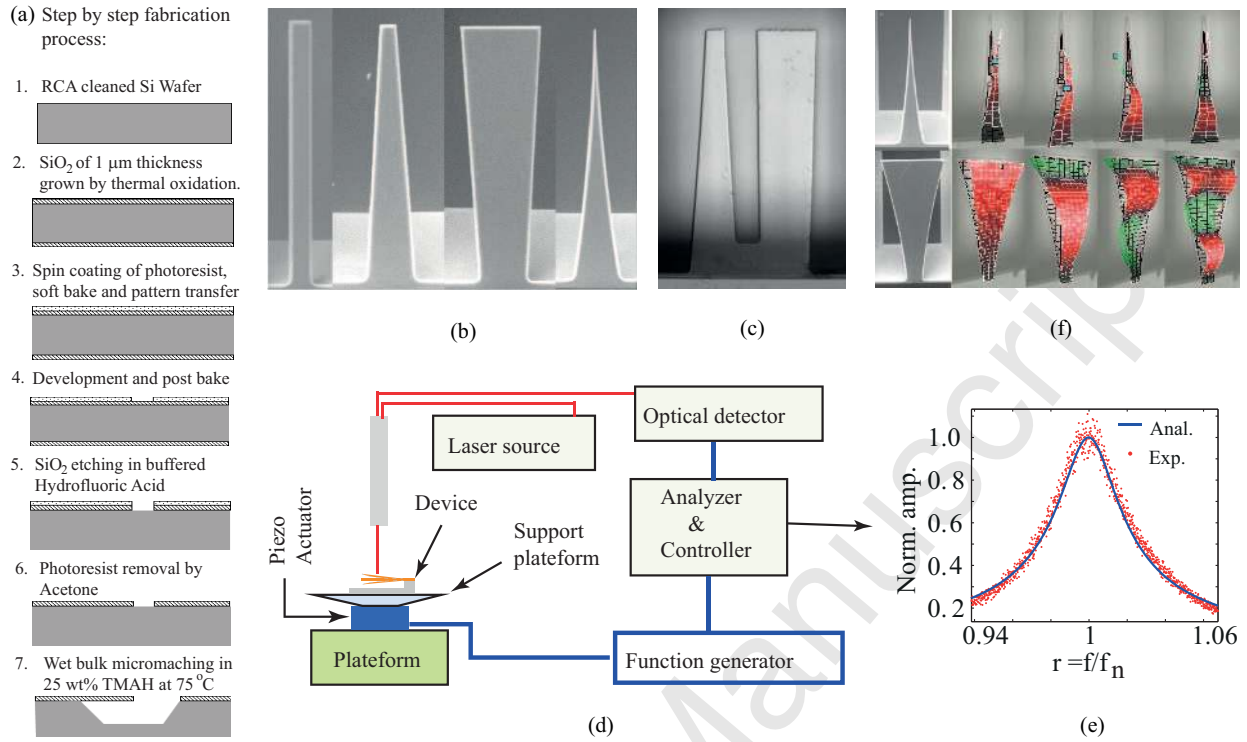 (a) Step by step fabrication
process:
1. RCA cleaned Si Wafer
2. SiO2 of 1 μm thickness
grown by thermal oxidation.
3. Spin coating of photoresist,
soft bake and pattern transfer
4. Development and post bake
5. SiO2 etching in buffered
Hydrofluoric Acid
6. Photoresist removal by
Acetone
7. Wet bulk micromaching in
25 wt% TMAH at 75 °C
(b)
(c)
(f)
Laser source
Optical detector
Analyzer
&
Controller
Device
Support
plateform
Piezo
Actuator
Plateform
Function generator
(d)
Norm. amp.
1.0
0.8
0.6
0.4
0.2
Anal.
Exp.
0.94
1
1.06
r =f/fn
(e)
Manuscript